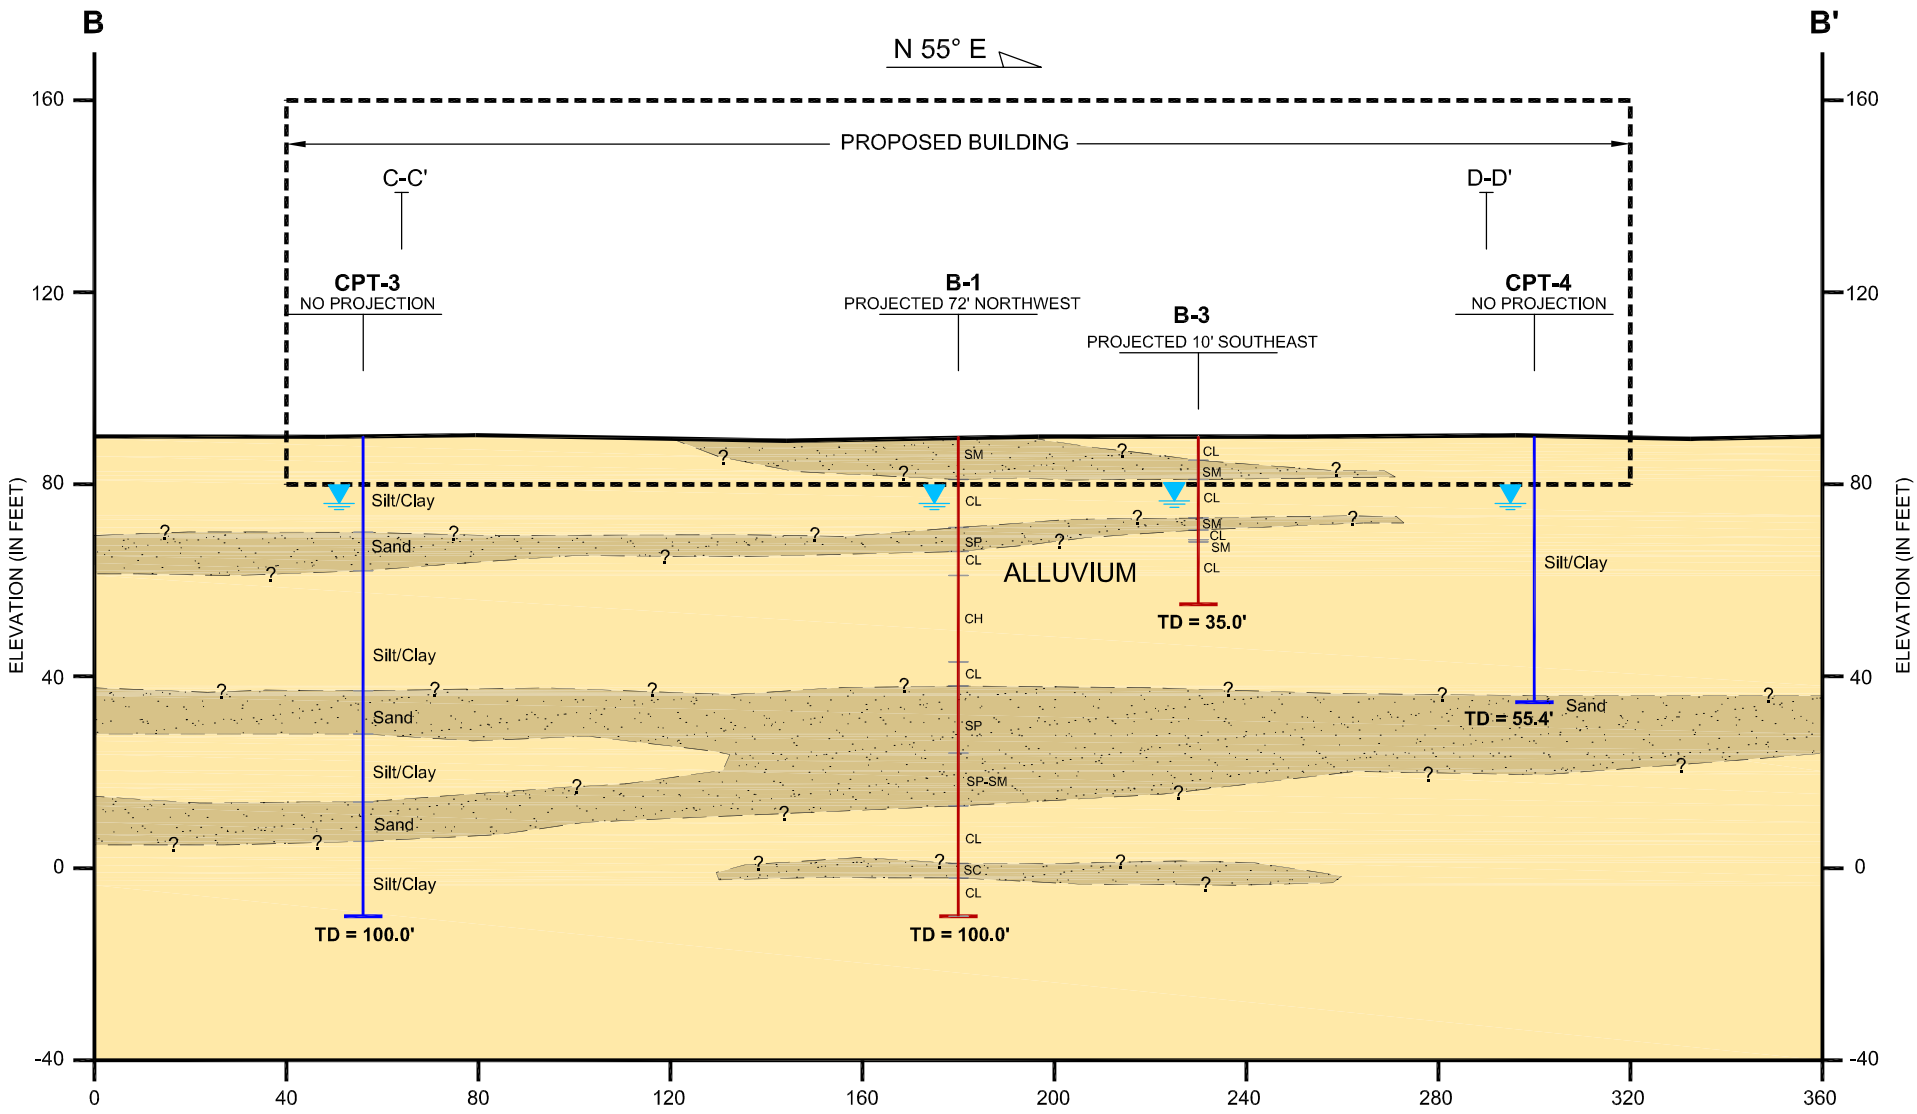 B
B'
N 55° E
160
160
PROPOSED BUILDING
C-C'
D-D'
CPT-3
NO PROJECTION
B-1
PROJECTED 72' NORTHWEST
B-3
PROJECTED 10' SOUTHEAST
CPT-4
NO PROJECTION
120
120
?
?
?
?
?
SM
CL
SM
80
80
Silt/Clay
CL
CL
?
?
?
?
?
?
?
?
SM
CL
SM
Sand
SP
CL
CL
ALLUVIUM
Silt/Clay
ELEVATION (IN FEET)
ELEVATION (IN FEET)
TD = 35.0'
CH
Silt/Clay
CL
40
40
?
?
?
?
?
?
?
Sand
SP
Sand
TD = 55.4'
Silt/Clay
SP-SM
?
?
?
?
?
Sand
?
?
CL
0
0
?
?
?
?
SC
Silt/Clay
CL
TD = 100.0'
TD = 100.0'
-40
-40
0
40
80
120
160
200
240
280
320
360